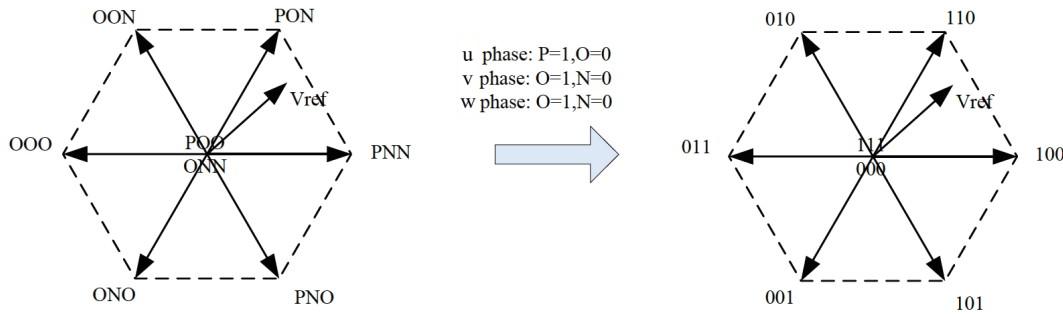 OON
PON
OOO
POO
ONN
Vref
PNN
ONO
PNO
u phase: P=1,O=0
v phase: O=1,N=0
w phase: O=1,N=0
010
110
011
111
000
Vref
100
001
101